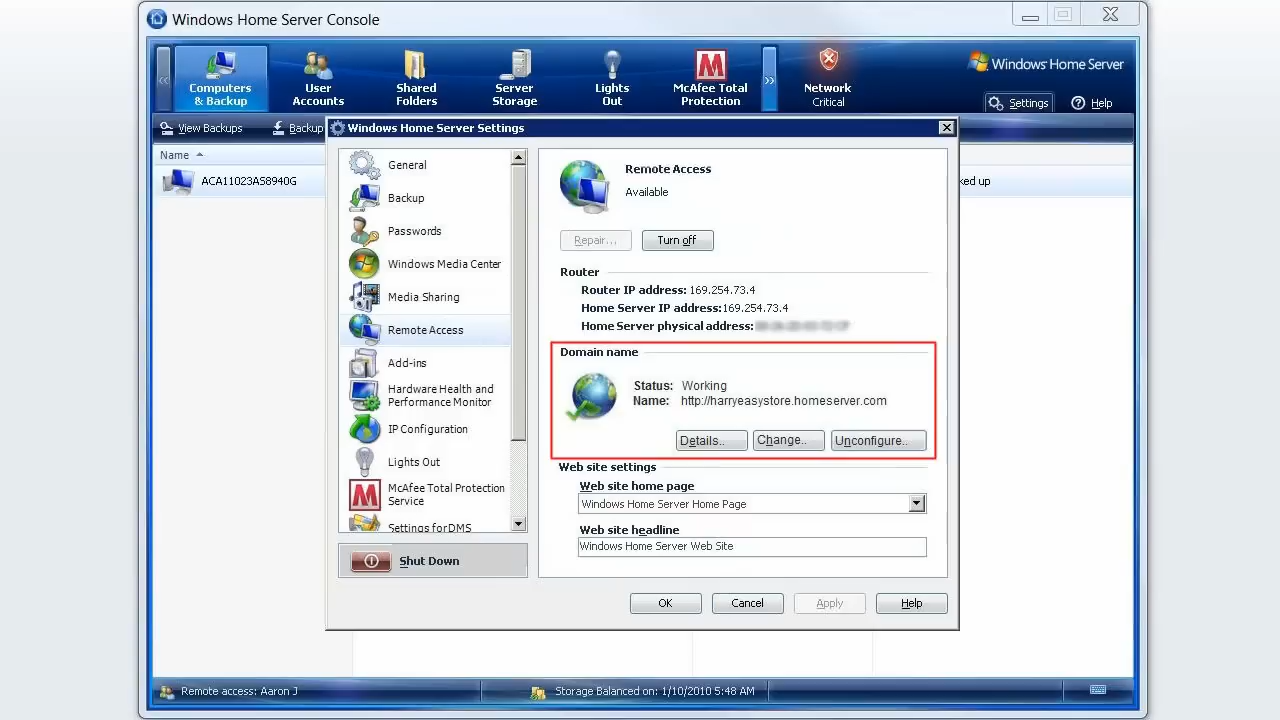 Windows Home Server Console
Computers & Backup
User Accounts
Shared Folders
Server Storage
Lights Out
McAfee Total Protection
Network Critical
Windows Home Server
Settings
Help
View Backups
Backup
Windows Home Server Settings
Name
ACA11023AS8940G
ked up
General
Backup
Passwords
Windows Media Center
Media Sharing
Remote Access
Add-ins
Hardware Health and
Performance Monitor
IP Configuration
Lights Out
McAfee Total Protection
Service
Settings for DMS
Shut Down
Remote Access
Available
Repair...
Turn off
Router
Router IP address: 169.254.73.4
Home Server IP address:169.254.73.4
Home Server physical address:
Domain name
Status: Working
Name: http://harryeasystore.homeserver.com
Details..
Change..
Unconfigure..
Web site settings
Web site home page
Windows Home Server Home Page
Web site headline
Windows Home Server Web Site
OK
Cancel
Apply
Help
Remote access: Aaron J
Storage Balanced on: 1/10/2010 5:48 AM